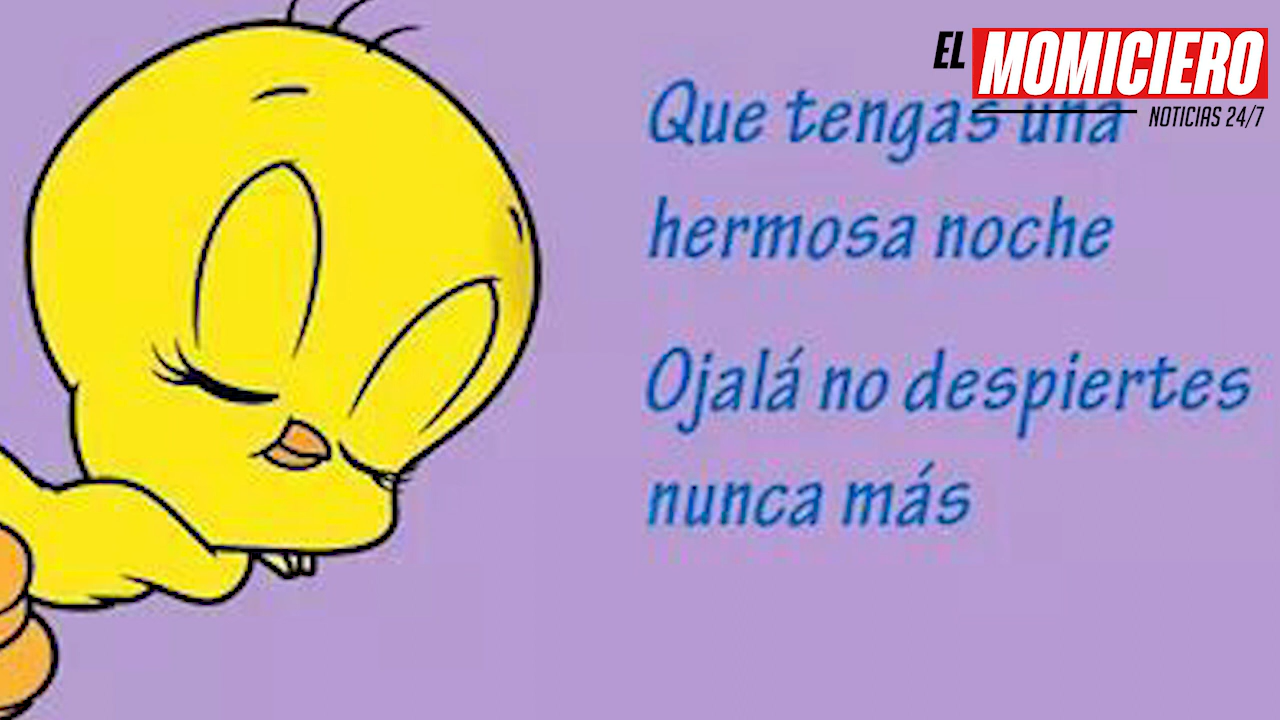 EL MOMICIERO
NOTICIAS 24/7
Que tengas una
hermosa noche
Ojalá no despiertes
nunca más